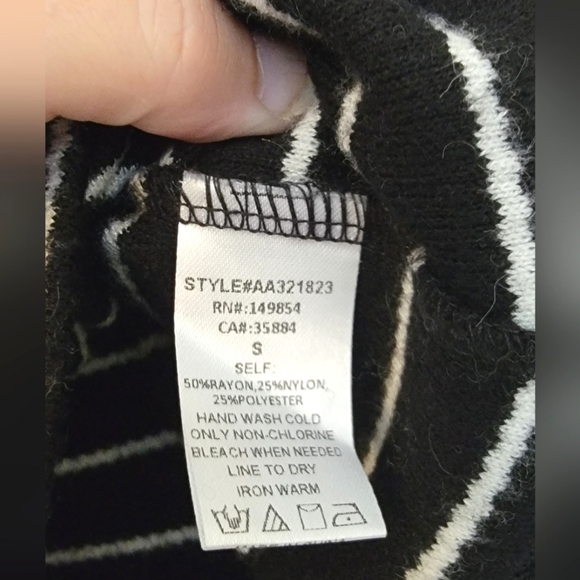 STYLE#AA321823
RN#:149854
CA#:35884
S
SELF:
50%RAYON,25%NYLON,
25%POLYESTER
HAND WASH COLD
ONLY NON-CHLORINE
BLEACH WHEN NEEDED
LINE TO DRY
IRON WARM